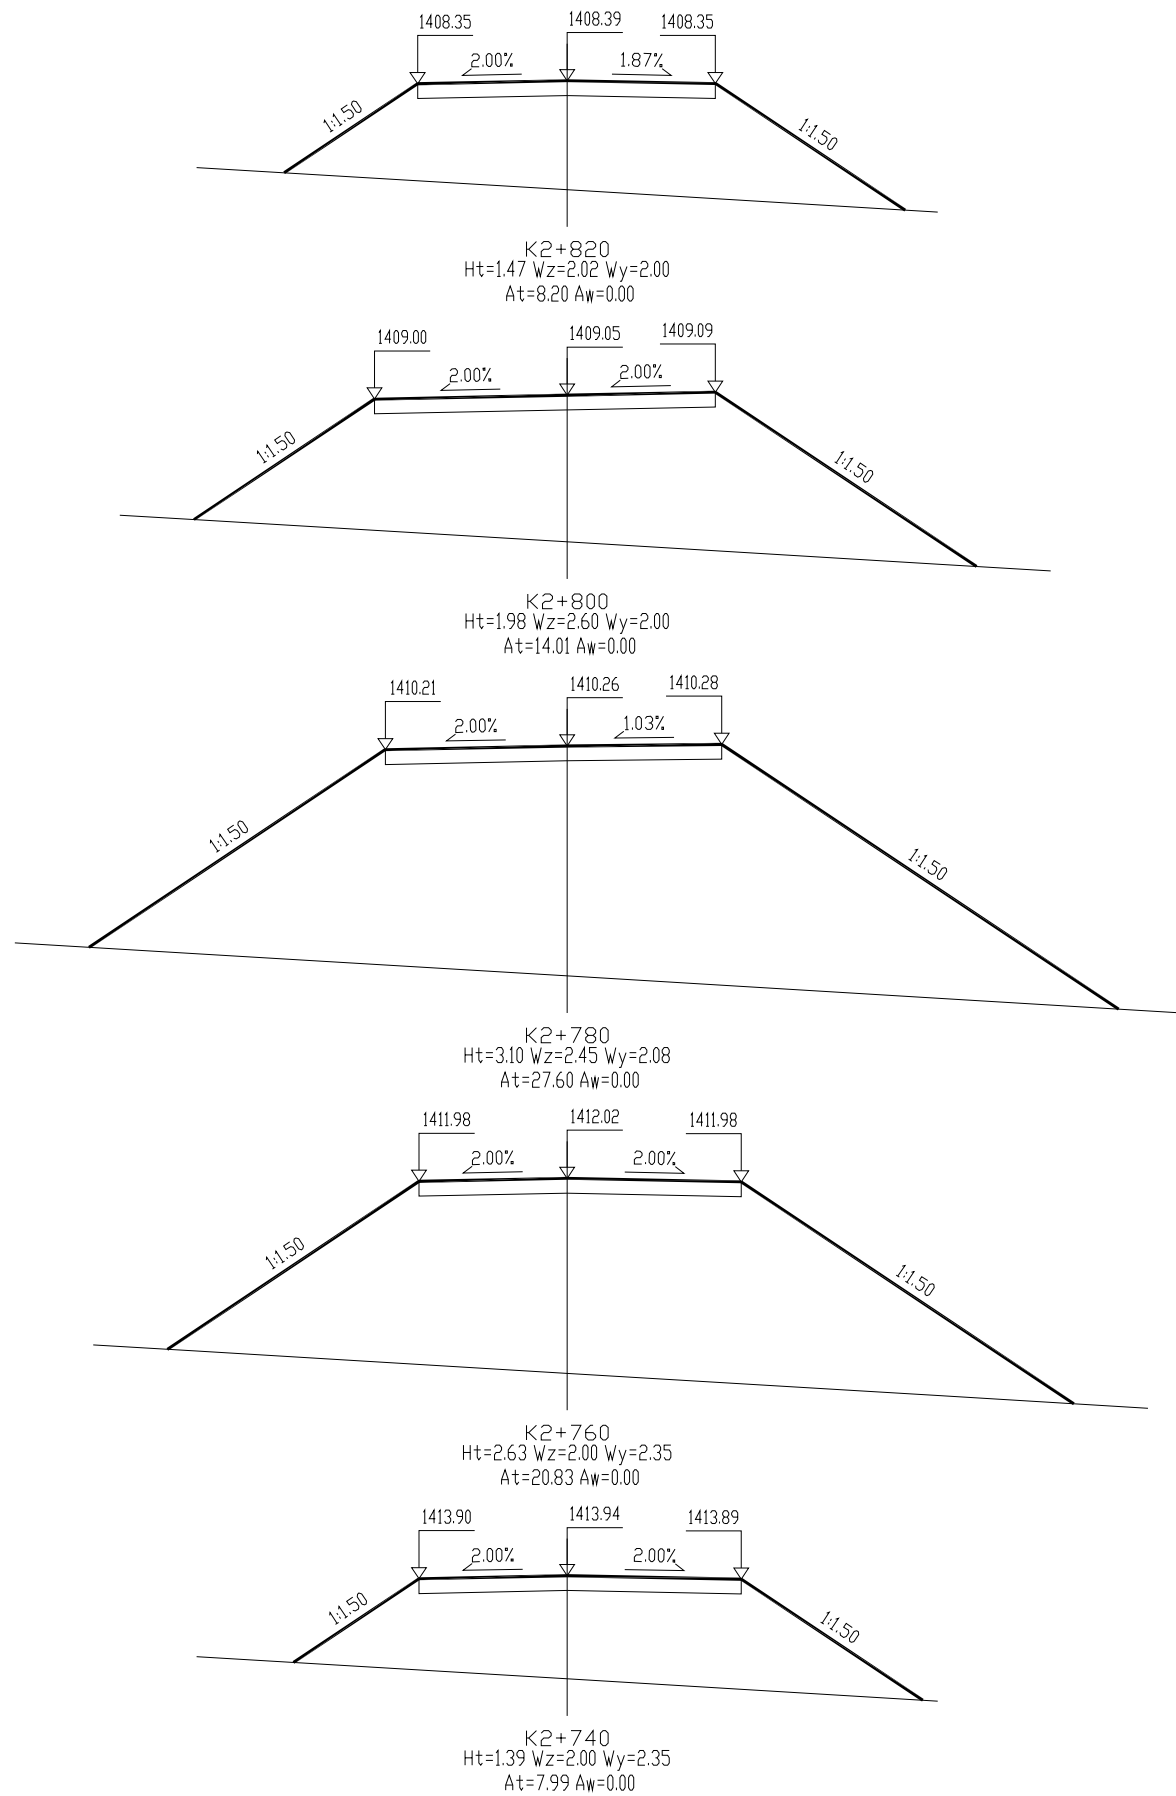 1408.35 1408.39 1408.35
2.00% 1.87%
1:1.50 1:1.50
K2+820
Ht=1.47 Wz=2.02 Wy=2.00
At=8.20 Aw=0.00
1409.00 1409.05 1409.09
2.00% 2.00%
1:1.50 1:1.50
K2+800
Ht=1.98 Wz=2.60 Wy=2.00
At=14.01 Aw=0.00
1410.21 1410.26 1410.28
2.00% 1.03%
1:1.50 1:1.50
K2+780
Ht=3.10 Wz=2.45 Wy=2.08
At=27.60 Aw=0.00
1411.98 1412.02 1411.98
2.00% 2.00%
1:1.50 1:1.50
K2+760
Ht=2.63 Wz=2.00 Wy=2.35
At=20.83 Aw=0.00
1413.90 1413.94 1413.89
2.00% 2.00%
1:1.50 1:1.50
K2+740
Ht=1.39 Wz=2.00 Wy=2.35
At=7.99 Aw=0.00